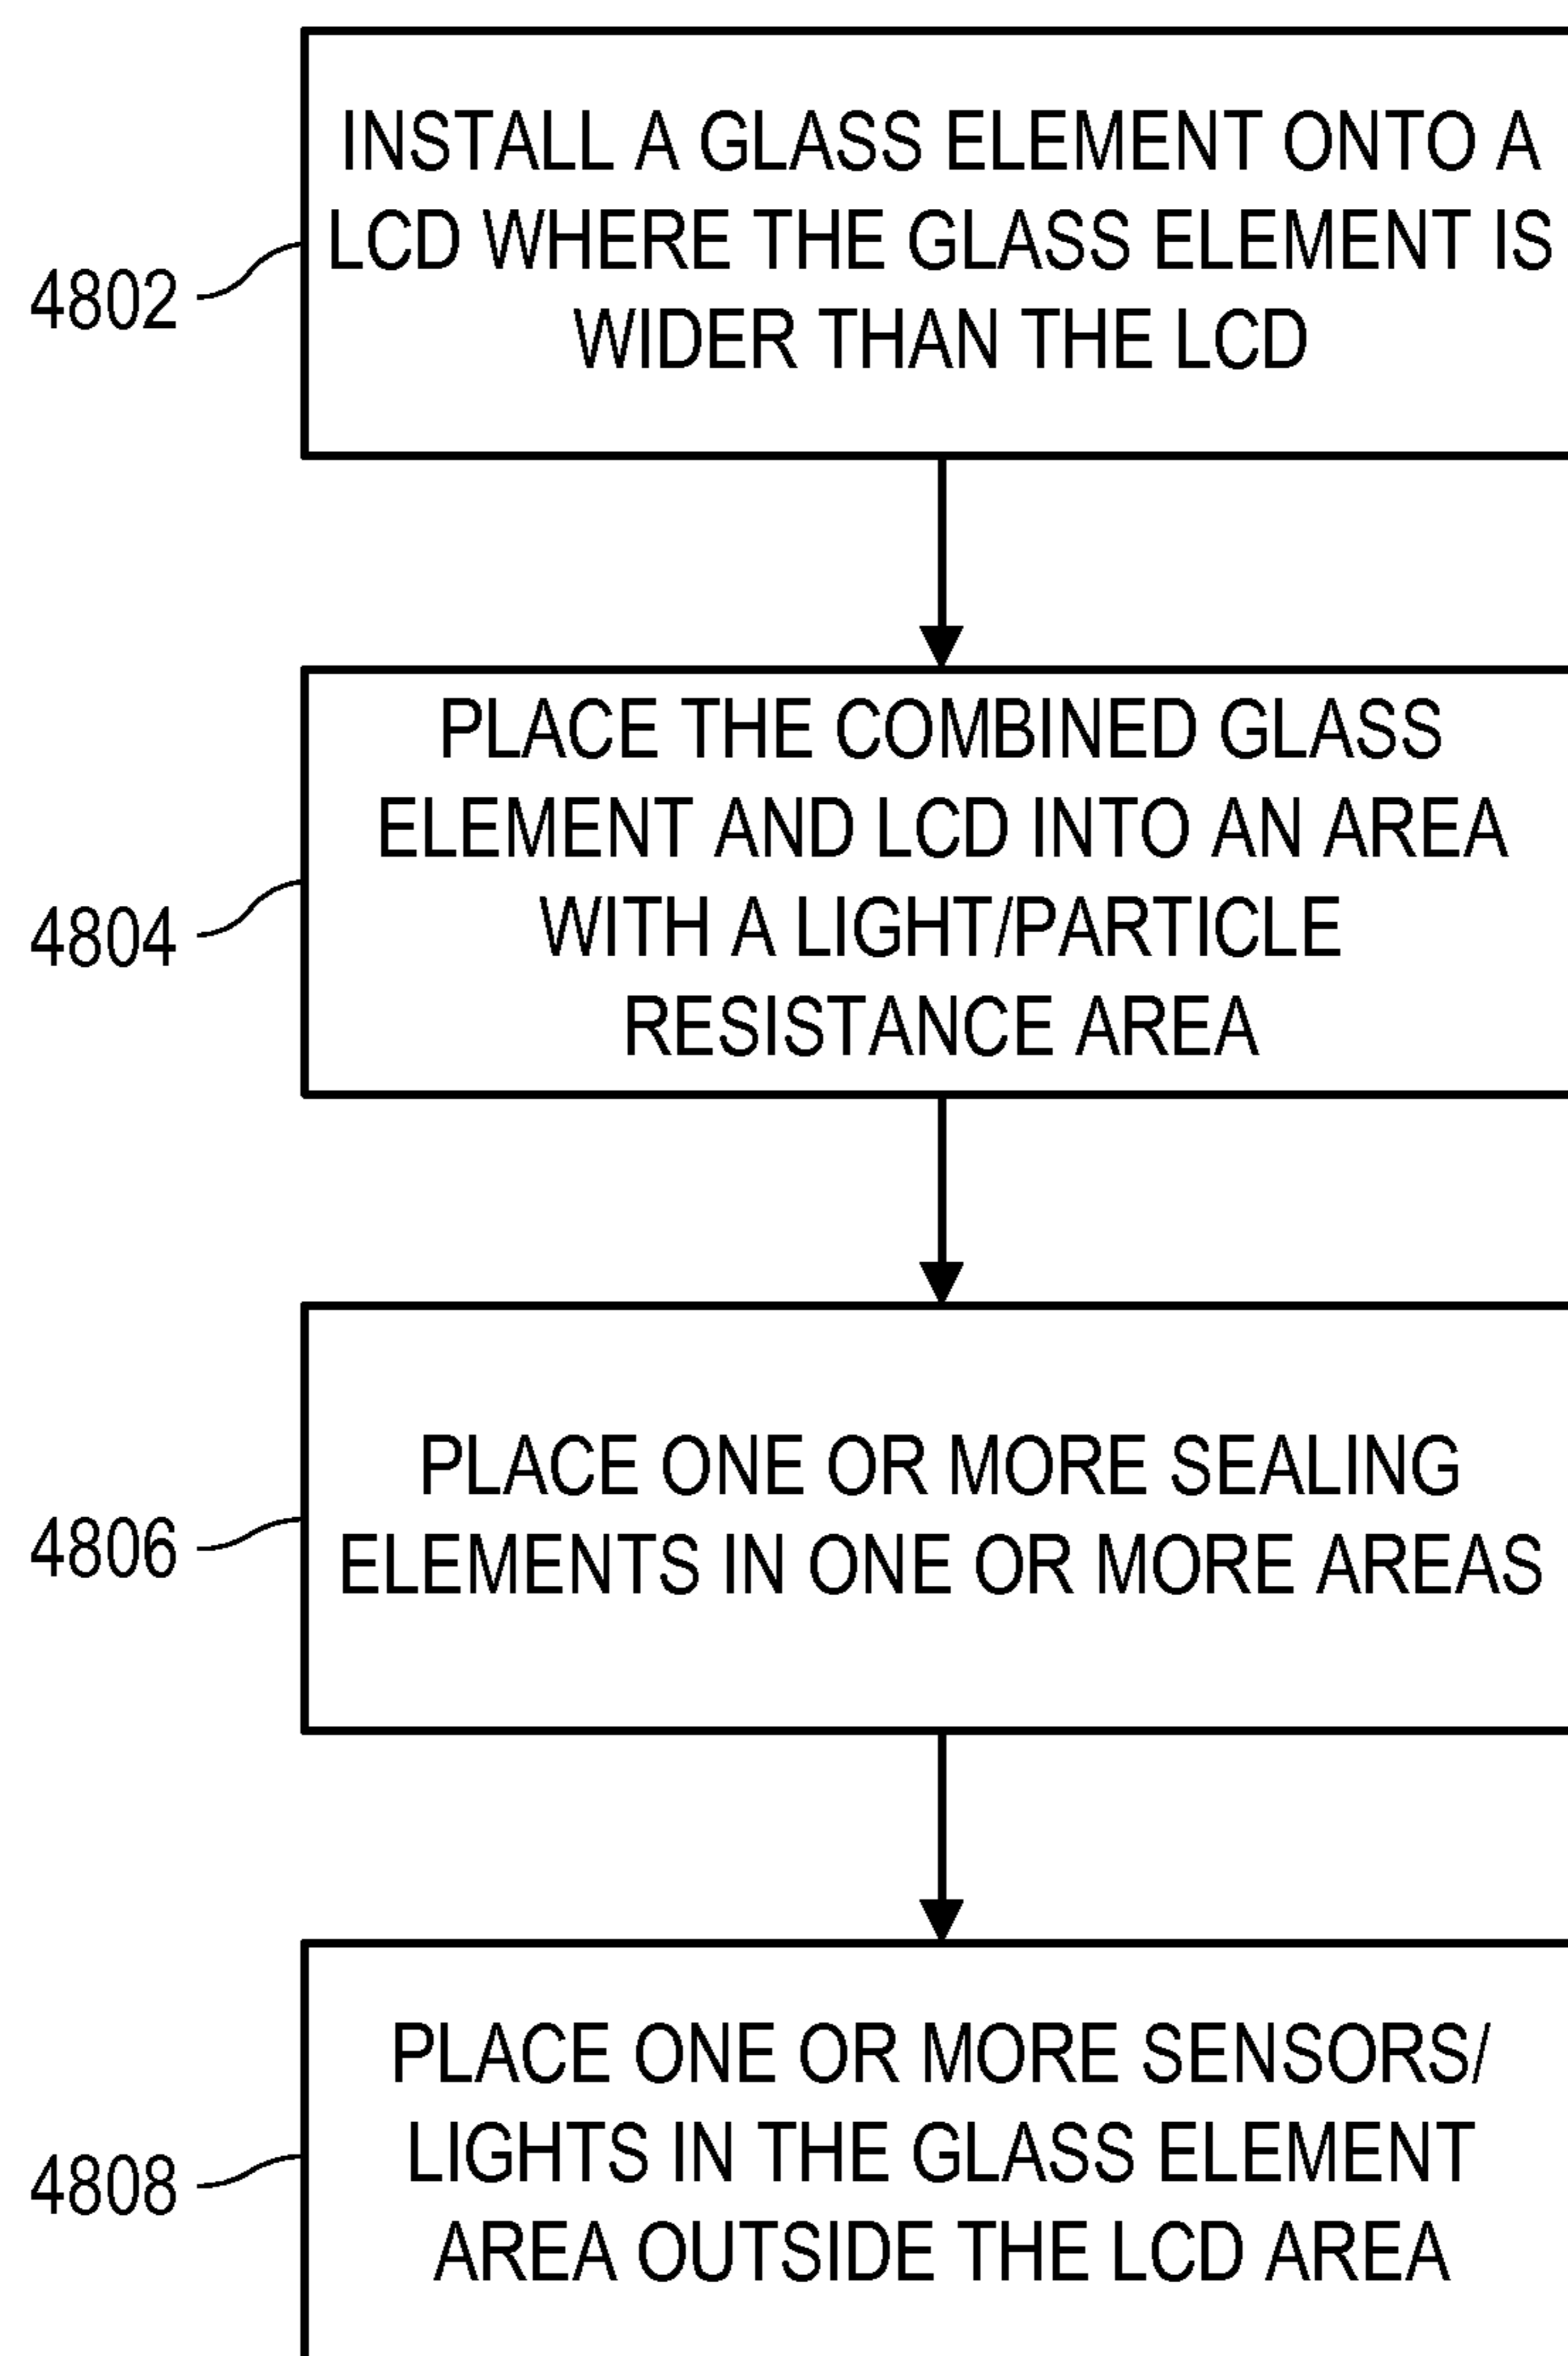 INSTALL A GLASS ELEMENT ONTO A
LCD WHERE THE GLASS ELEMENT IS
WIDER THAN THE LCD
4802
PLACE THE COMBINED GLASS
ELEMENT AND LCD INTO AN AREA
WITH A LIGHT/PARTICLE
RESISTANCE AREA
4804
PLACE ONE OR MORE SEALING
ELEMENTS IN ONE OR MORE AREAS
4806
PLACE ONE OR MORE SENSORS/
LIGHTS IN THE GLASS ELEMENT
AREA OUTSIDE THE LCD AREA
4808